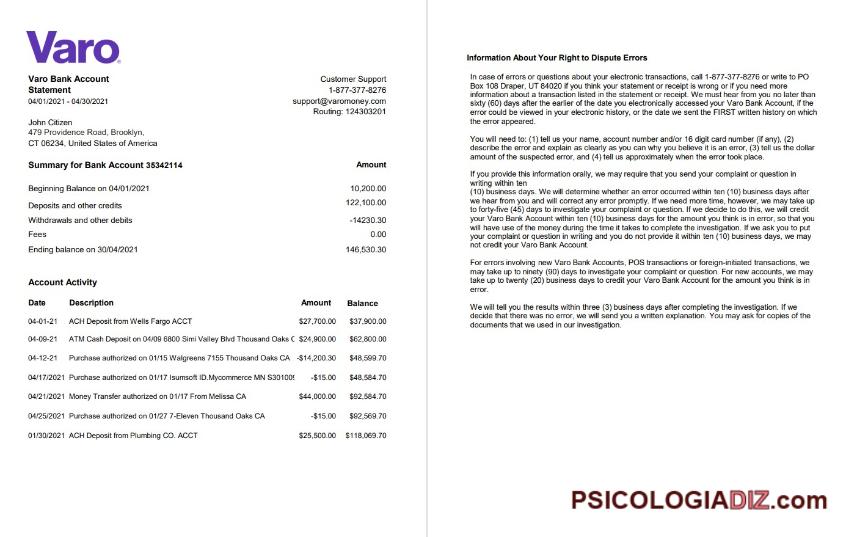 Varo
Varo Bank Account
Statement
04/01/2021 - 04/30/2021
Customer Support
1-877-377-8276
support@varomoney.com
Routing: 124303201
John Citizen
479 Providence Road, Brooklyn,
CT 06234, United States of America
Summary for Bank Account 35342114 Amount
Beginning Balance on 04/01/2021 10,200.00
Deposits and other credits 122,100.00
Withdrawals and other debits -14230.30
Fees 0.00
Ending balance on 30/04/2021 146,530.30
Account Activity
Date Description Amount Balance
04-01-21 ACH Deposit from Wells Fargo ACCT $27,700.00 $37,900.00
04-09-21 ATM Cash Deposit on 04/09 6800 Simi Valley Blvd Thousand Oaks C $24,900.00 $62,800.00
04-12-21 Purchase authorized on 01/15 Walgreens 7155 Thousand Oaks CA -$14,200.30 $48,599.70
04/17/2021 Purchase authorized on 01/17 Isumsoft ID.Mycommerce MN S301005 -$15.00 $48,584.70
04/21/2021 Money Transfer authorized on 01/17 From Melissa CA $44,000.00 $92,584.70
04/25/2021 Purchase authorized on 01/27 7-Eleven Thousand Oaks CA -$15.00 $92,569.70
01/30/2021 ACH Deposit from Plumbing CO. ACCT $25,500.00 $118,069.70
Information About Your Right to Dispute Errors
In case of errors or questions about your electronic transactions, call 1-877-377-8276 or write to PO
Box 108 Draper, UT 84020 if you think your statement or receipt is wrong or if you need more
information about a transaction listed in the statement or receipt. We must hear from you no later than
sixty (60) days after the earlier of the date you electronically accessed your Varo Bank Account, if the
error could be viewed in your electronic history, or the date we sent the FIRST written history on which
the error appeared.
You will need to: (1) tell us your name, account number and/or 16 digit card number (if any), (2)
describe the error and explain as clearly as you can why you believe it is an error, (3) tell us the dollar
amount of the suspected error, and (4) tell us approximately when the error took place.
If you provide this information orally, we may require that you send your complaint or question in
writing within ten
(10) business days. We will determine whether an error occurred within ten (10) business days after
we hear from you and will correct any error promptly. If we need more time, however, we may take up
to forty-five (45) days to investigate your complaint or question. If we decide to do this, we will credit
your Varo Bank Account within ten (10) business days for the amount you think is in error, so that you
will have use of the money during the time it takes to complete the investigation. If we ask you to put
your complaint or question in writing and you do not provide it within ten (10) business days, we may
not credit your Varo Bank Account.
For errors involving new Varo Bank Accounts, POS transactions or foreign-initiated transactions, we
may take up to ninety (90) days to investigate your complaint or question. For new accounts, we may
take up to twenty (20) business days to credit your Varo Bank Account for the amount you think is in
error.
We will tell you the results within three (3) business days after completing the investigation. If we
decide that there was no error, we will send you a written explanation. You may ask for copies of the
documents that we used in our investigation.
PSICOLOGIADIZ.com